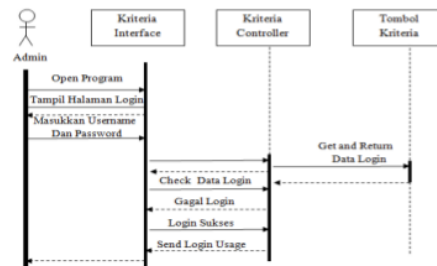 Admin
Kriteria
Interface
Kriteria
Controller
Tombol
Kriteria
Open Program
Tampil Halaman Login
Masukkan Username
Dan Password
Get and Return
Data Login
Check Data Login
Gagal Login
Login Sukses
Send Login Usage